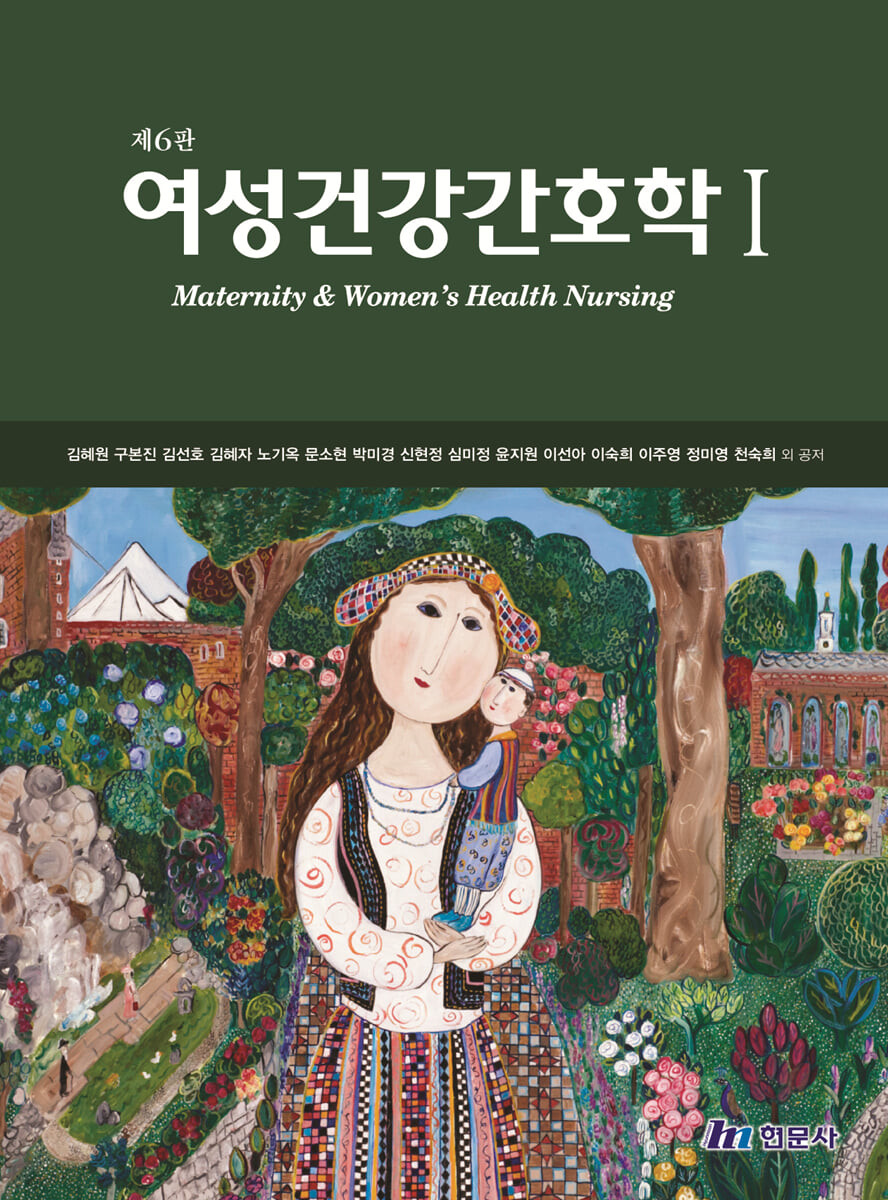 제6판
여성건강간호학 I
Maternity & Women's Health Nursing
김혜원 구본진 김선호 김혜자 노기옥 문소현 박미경 신현정 심미정 윤지원 이선아 이숙희 이주영 정미영 천숙희 외 공저
hm 현문사